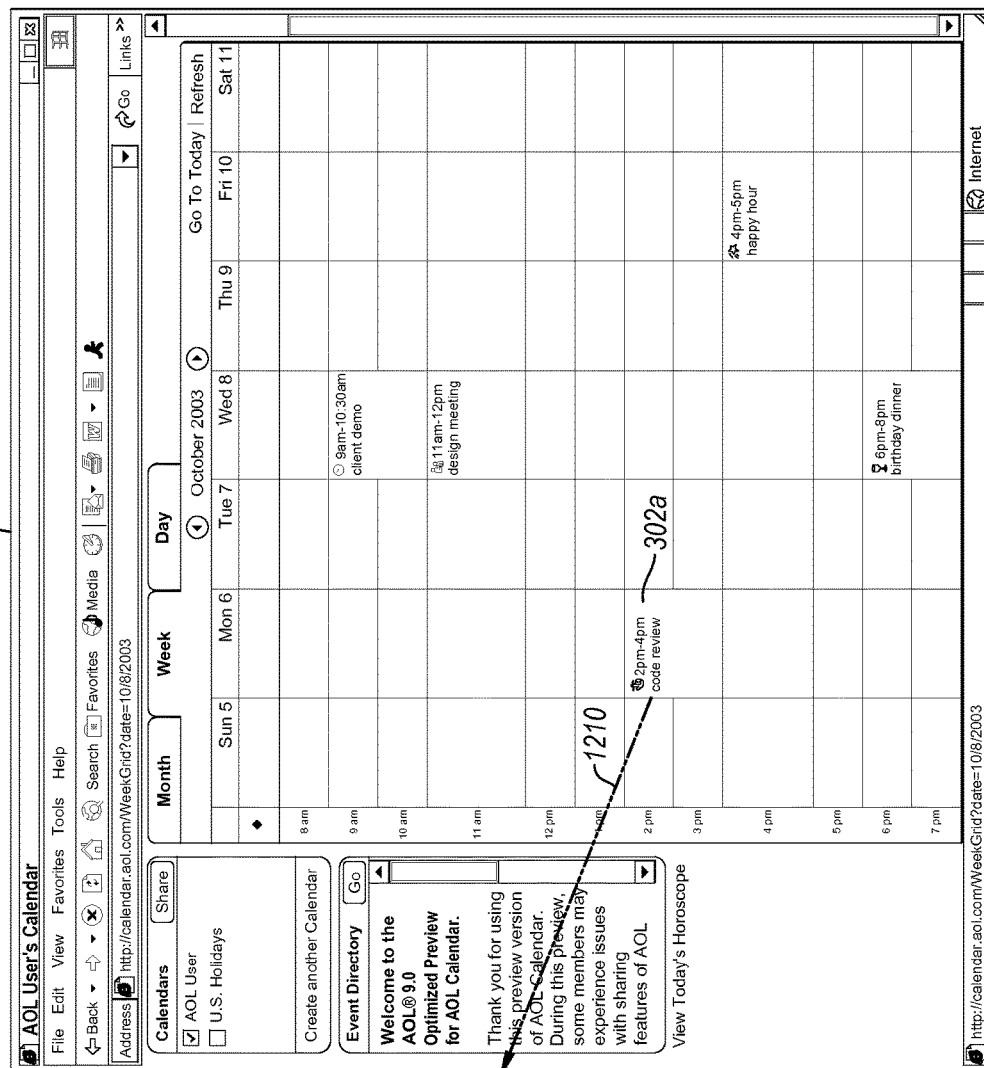 AOL User's Calendar
File Edit View Favorites Tools Help
Back Search Favorites Media
Address http://calendar.aol.com/WeekGrid?date=10/8/2003 Go Links >>
Calendars Share
AOL User
U.S. Holidays
Create another Calendar
Event Directory Go
Welcome to the
AOL® 9.0
Optimized Preview
for AOL Calendar.
Thank you for using
this preview version
of AOL Calendar.
During this preview,
some members may
experience issues
with sharing
features of AOL
View Today's Horoscope
Month Week Day
October 2003 Go To Today | Refresh
Sun 5 Mon 6 Tue 7 Wed 8 Thu 9 Fri 10 Sat 11
8 am
9 am
9am-10:30am
client demo
10 am
11 am
11am-12pm
design meeting
12 pm
1210
2 pm
2pm-4pm
code review
302a
3 pm
4 pm
4pm-5pm
happy hour
5 pm
6 pm
6pm-8pm
birthday dinner
7 pm
http://calendar.aol.com/WeekGrid?date=10/8/2003 Internet